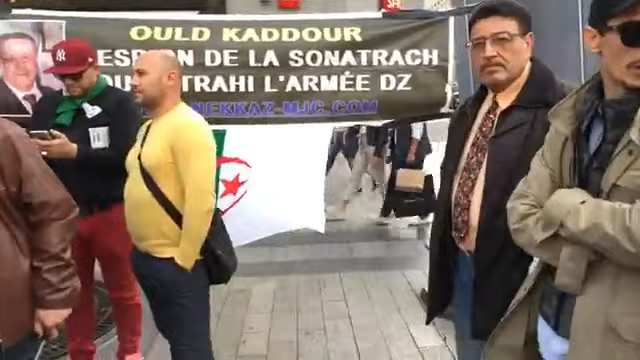 OULD KADDOUR
ESPION DE LA SONATRACH
TRAHI L'ARMÉE DZ
NEKKAZ-MJC.COM